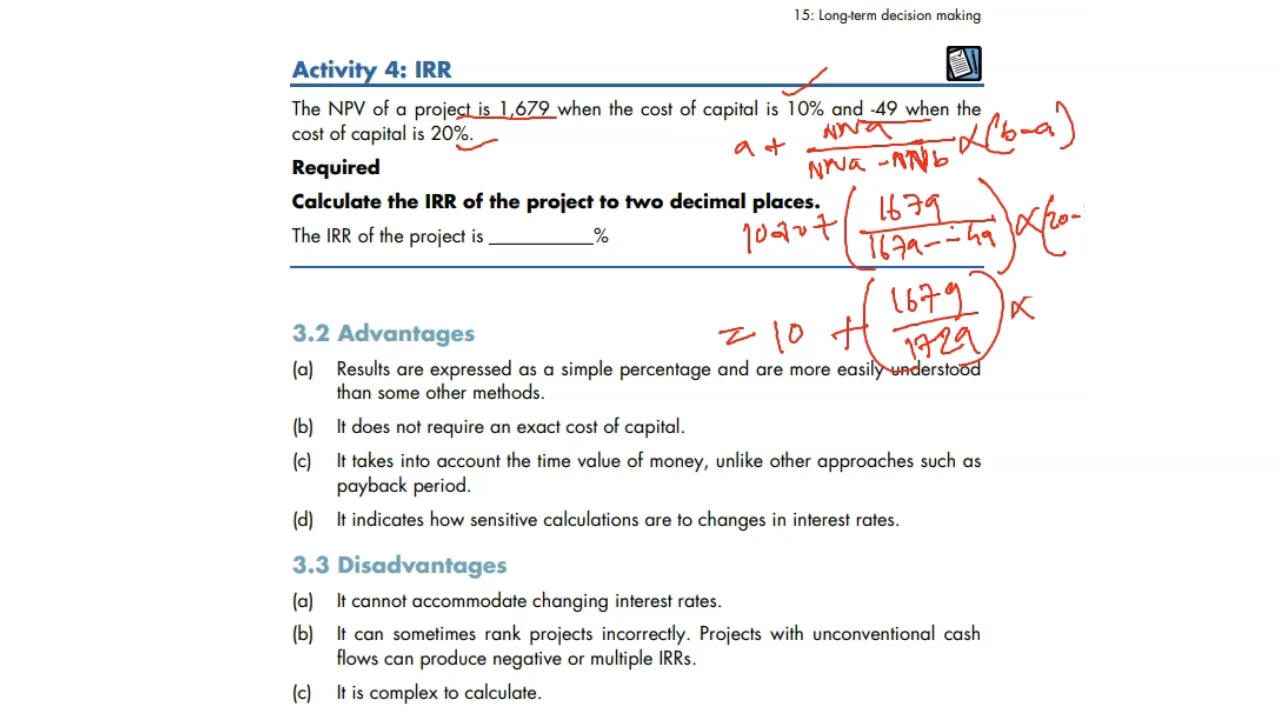 15: Long-term decision making
Activity 4: IRR
The NPV of a project is 1,679 when the cost of capital is 10% and -49 when the
cost of capital is 20%.
a + NPVa / NPVa - NPVb × (b-a)
Required
Calculate the IRR of the project to two decimal places.
+ (1679 / 1679 - -49) × (20-
The IRR of the project is __________%
= 10 + (1679 / 1729) ×
3.2 Advantages
(a) Results are expressed as a simple percentage and are more easily understood
than some other methods.
(b) It does not require an exact cost of capital.
(c) It takes into account the time value of money, unlike other approaches such as
payback period.
(d) It indicates how sensitive calculations are to changes in interest rates.
3.3 Disadvantages
(a) It cannot accommodate changing interest rates.
(b) It can sometimes rank projects incorrectly. Projects with unconventional cash
flows can produce negative or multiple IRRs.
(c) It is complex to calculate.